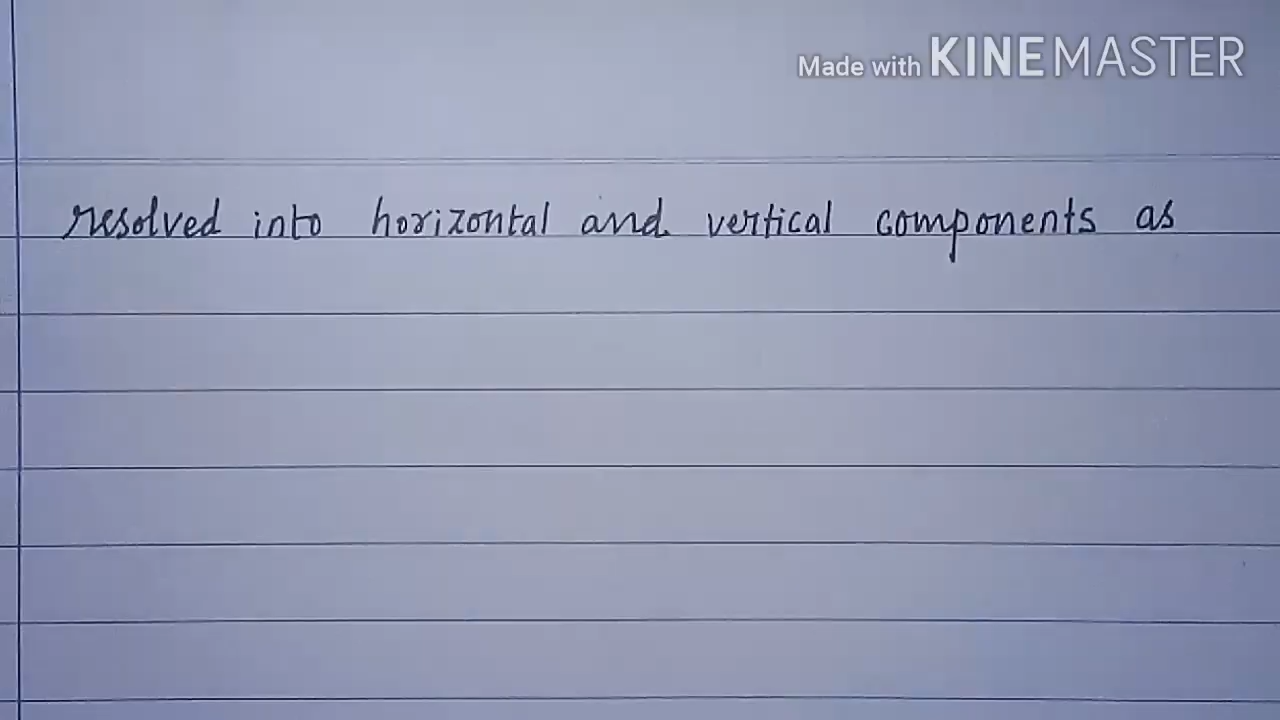 Made with KINEMASTER
resolved into horizontal and vertical components as